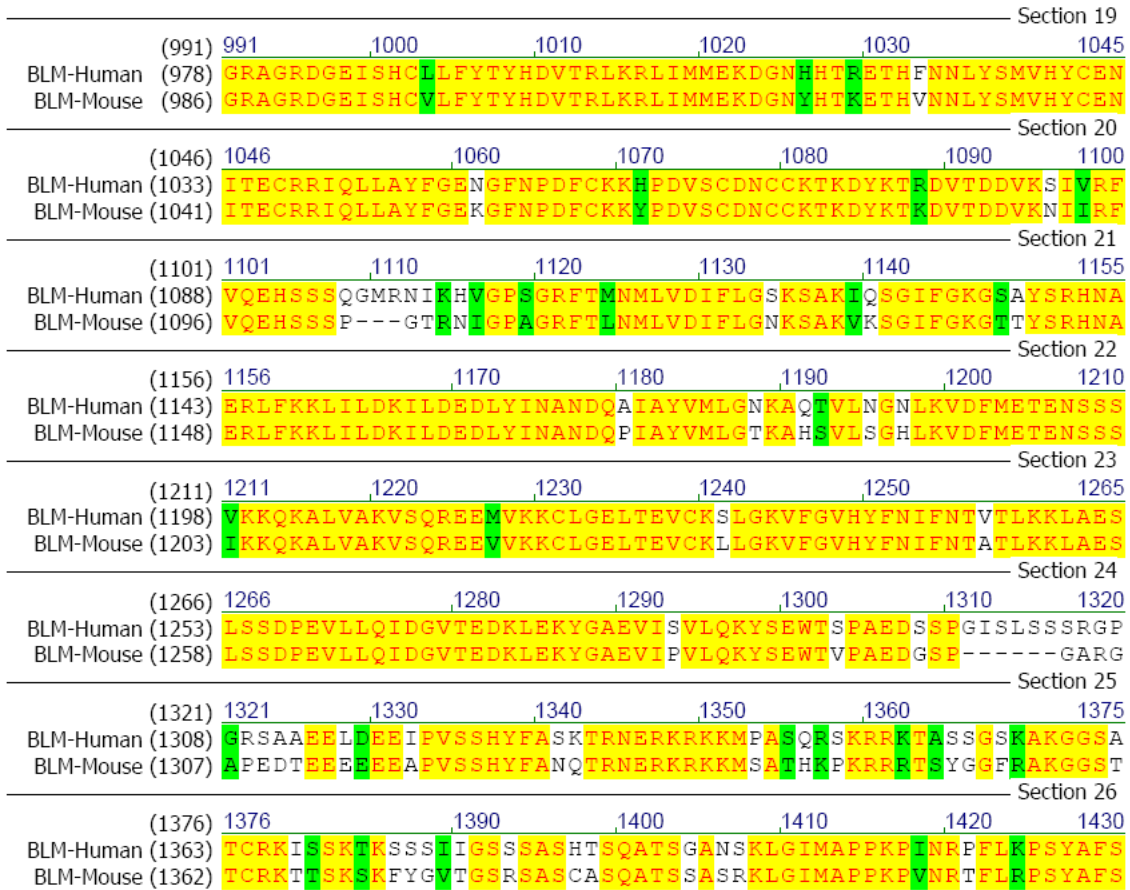 Section 19
(991) 991 1000 1010 1020 1030 1045
BLM-Human (978) GRAGRDGEISHCLLFYTYHDVTRLKRLIMMEKDGNHHTRETHFNNLYSMVHYCEN
BLM-Mouse (986) GRAGRDGEISHCVLFYTYHDVTRLKRLIMMEKDGNYHTKETHVNNLYSMVHYCEN
Section 20
(1046) 1046 1060 1070 1080 1090 1100
BLM-Human (1033) ITECRRIQLLAYFGENGFNPDFCKKHPDVSCDNCCKTKDYKTRDVTDDVKSIVRF
BLM-Mouse (1041) ITECRRIQLLAYFGEKGFNPDFCKKYPDVSCDNCCKTKDYKTKDVTDDVKNIIRF
Section 21
(1101) 1101 1110 1120 1130 1140 1155
BLM-Human (1088) VQEHSSSQGMRNIKHVGPSGRFTMNMLVDIFLGSKSAKIQSGIFGKGSAYSRHNA
BLM-Mouse (1096) VQEHSSSP---GTRNIGPAGRFTLNMLVDIFLGNKSAKVKSGIFGKGTTYSRHNA
Section 22
(1156) 1156 1170 1180 1192 1200 1210
BLM-Human (1143) ERLFKKLILDKILDEDLYINANDQAIAYVMLGNKAQTVLNGNLKVDFMETENSSS
BLM-Mouse (1148) ERLFKKLILDKILDEDLYINANDQPIAYVMLGTKAHSVLSGHLKVDFMETENSSS
Section 23
(1211) 1211 1220 1230 1240 1250 1265
BLM-Human (1198) VKKQKALVAKVSQREEMVKKCLGELTEVCKSLGKVFGVHYFNIFNTVTLKKLAES
BLM-Mouse (1203) IKKQKALVAKVSQREEVVKKCLGELTEVCKLLGKVFGVHYFNIFNTATLKKLAES
Section 24
(1266) 1266 1280 1292 1300 1310 1320
BLM-Human (1253) LSSDPEVLLQIDGVTEDKLEKYGAEVISVLQKYSEWTSPAEDSSPGISLSSSRGP
BLM-Mouse (1258) LSSDPEVLLQIDGVTEDKLEKYGAEVIPVLQKYSEWTVPAEDGSP------GARG
Section 25
(1321) 1321 1330 1340 1350 1360 1375
BLM-Human (1308) GRSAAEELDEEIPVSSHYFASKTRNERKRKKMPASQRSKRRKTASSGSKAKGGSA
BLM-Mouse (1307) APEDTEEEEEEAPVSSHYFANQTRNERKRKKMSATHKPKRRRTSYGGFRAKGGST
Section 26
(1376) 1376 1390 1400 1410 1420 1430
BLM-Human (1363) TCRKISSKTKSSSIIGSSSASHTSQATSGANSKLGIMAPPKPINRPFLKPSYAFS
BLM-Mouse (1362) TCRKTTSKSKFYGVTGSRSASCASQATSSASRKLGIMAPPKPVNRTFLRPSYAFS